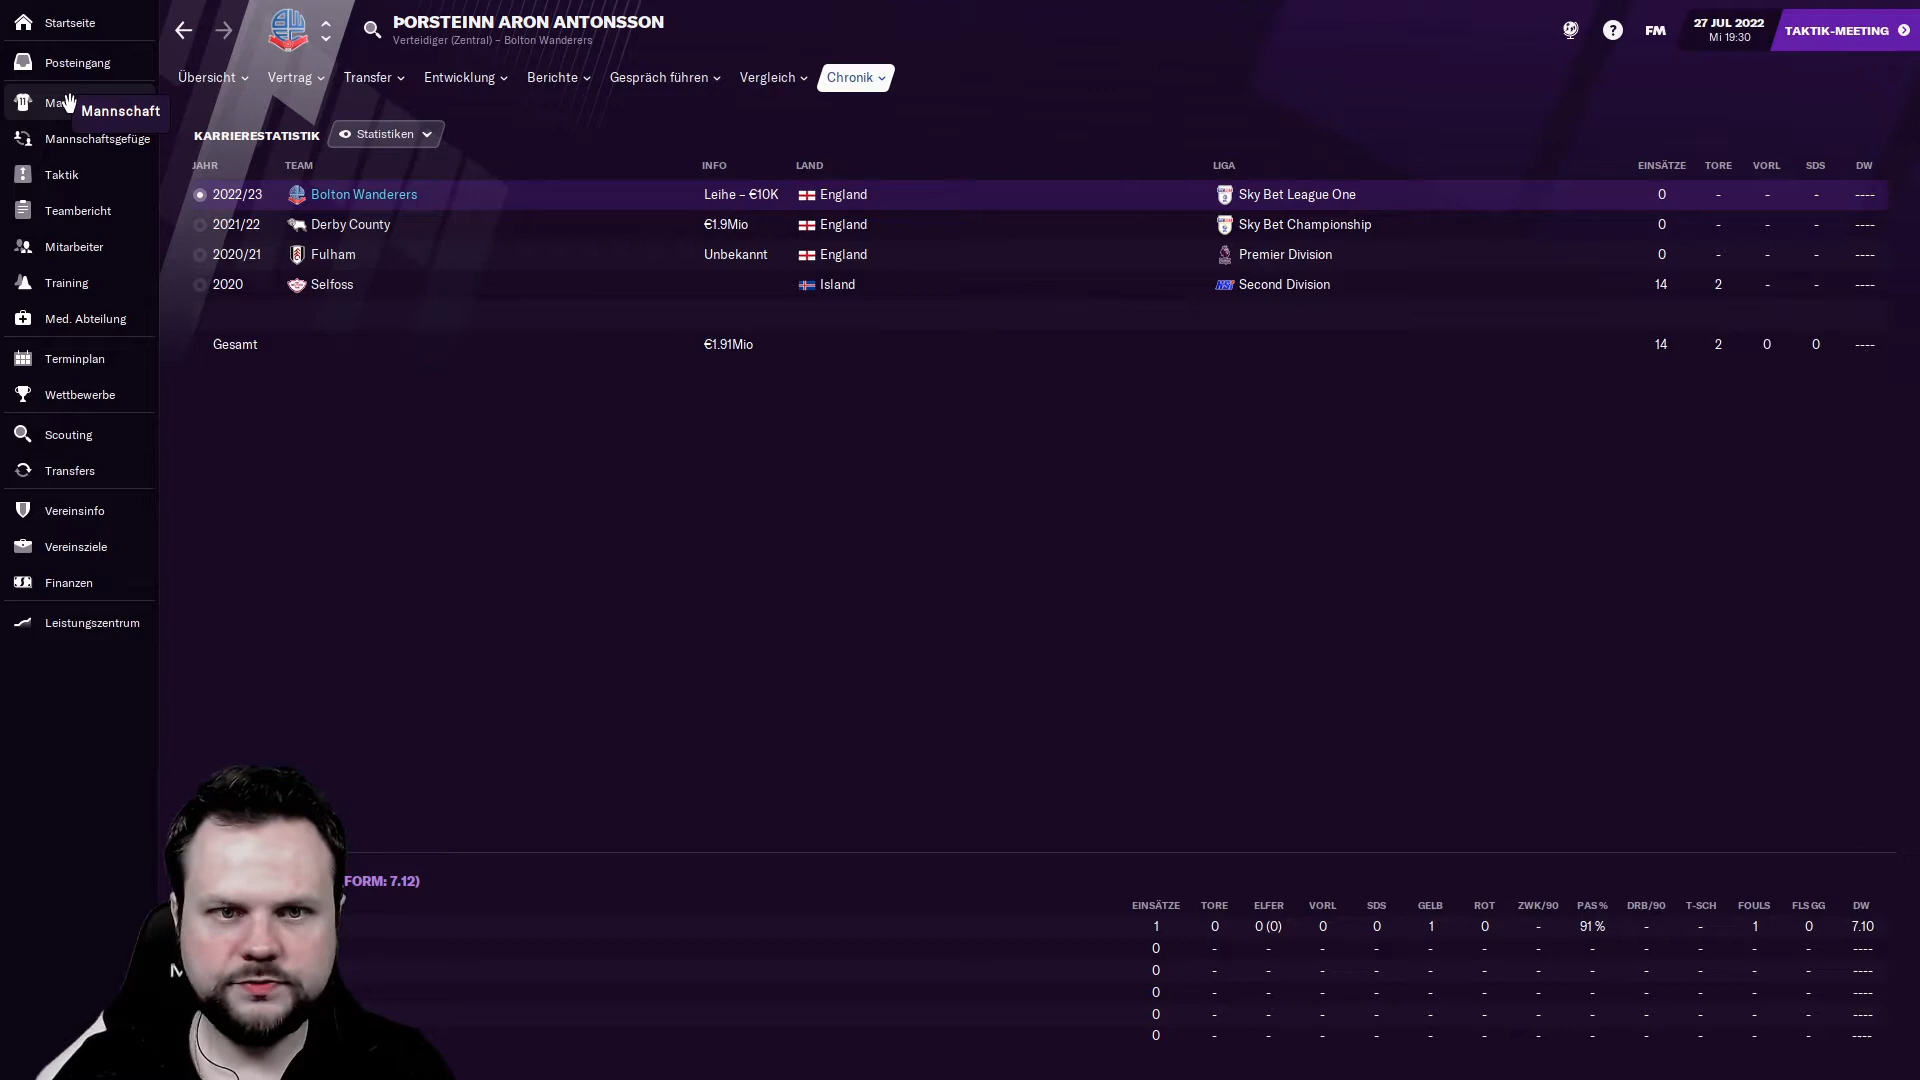 Startseite
Posteingang
Ma
Mannschaft
Mannschaftsgefüge
Taktik
Teambericht
Mitarbeiter
Training
Med. Abteilung
Terminplan
Wettbewerbe
Scouting
Transfers
Vereinsinfo
Vereinsziele
Finanzen
Leistungszentrum
ÞORSTEINN ARON ANTONSSON
Verteidiger (Zentral) – Bolton Wanderers
FM
27 JUL 2022
Mi 19:30
TAKTIK-MEETING
Übersicht Vertrag Transfer Entwicklung Berichte Gespräch führen Vergleich Chronik
KARRIERESTATISTIK Statistiken
JAHR TEAM INFO LAND LIGA EINSÄTZE TORE VORL SDS DW
2022/23 Bolton Wanderers Leihe – €10K England Sky Bet League One 0 - - - ----
2021/22 Derby County €1.9Mio England Sky Bet Championship 0 - - - ----
2020/21 Fulham Unbekannt England Premier Division 0 - - - ----
2020 Selfoss Island Second Division 14 2 - - ----
Gesamt €1.91Mio 14 2 0 0 ----
FORM: 7.12)
EINSÄTZE TORE ELFER VORL SDS GELB ROT ZWK/90 PAS % DRB/90 T-SCH FOULS FLS GG DW
1 0 0 (0) 0 0 1 0 - 91 % - - 1 0 7.10
0 - - - - - - - - - - - - ----
0 - - - - - - - - - - - - ----
0 - - - - - - - - - - - - ----
0 - - - - - - - - - - - - ----
0 - - - - - - - - - - - - ----